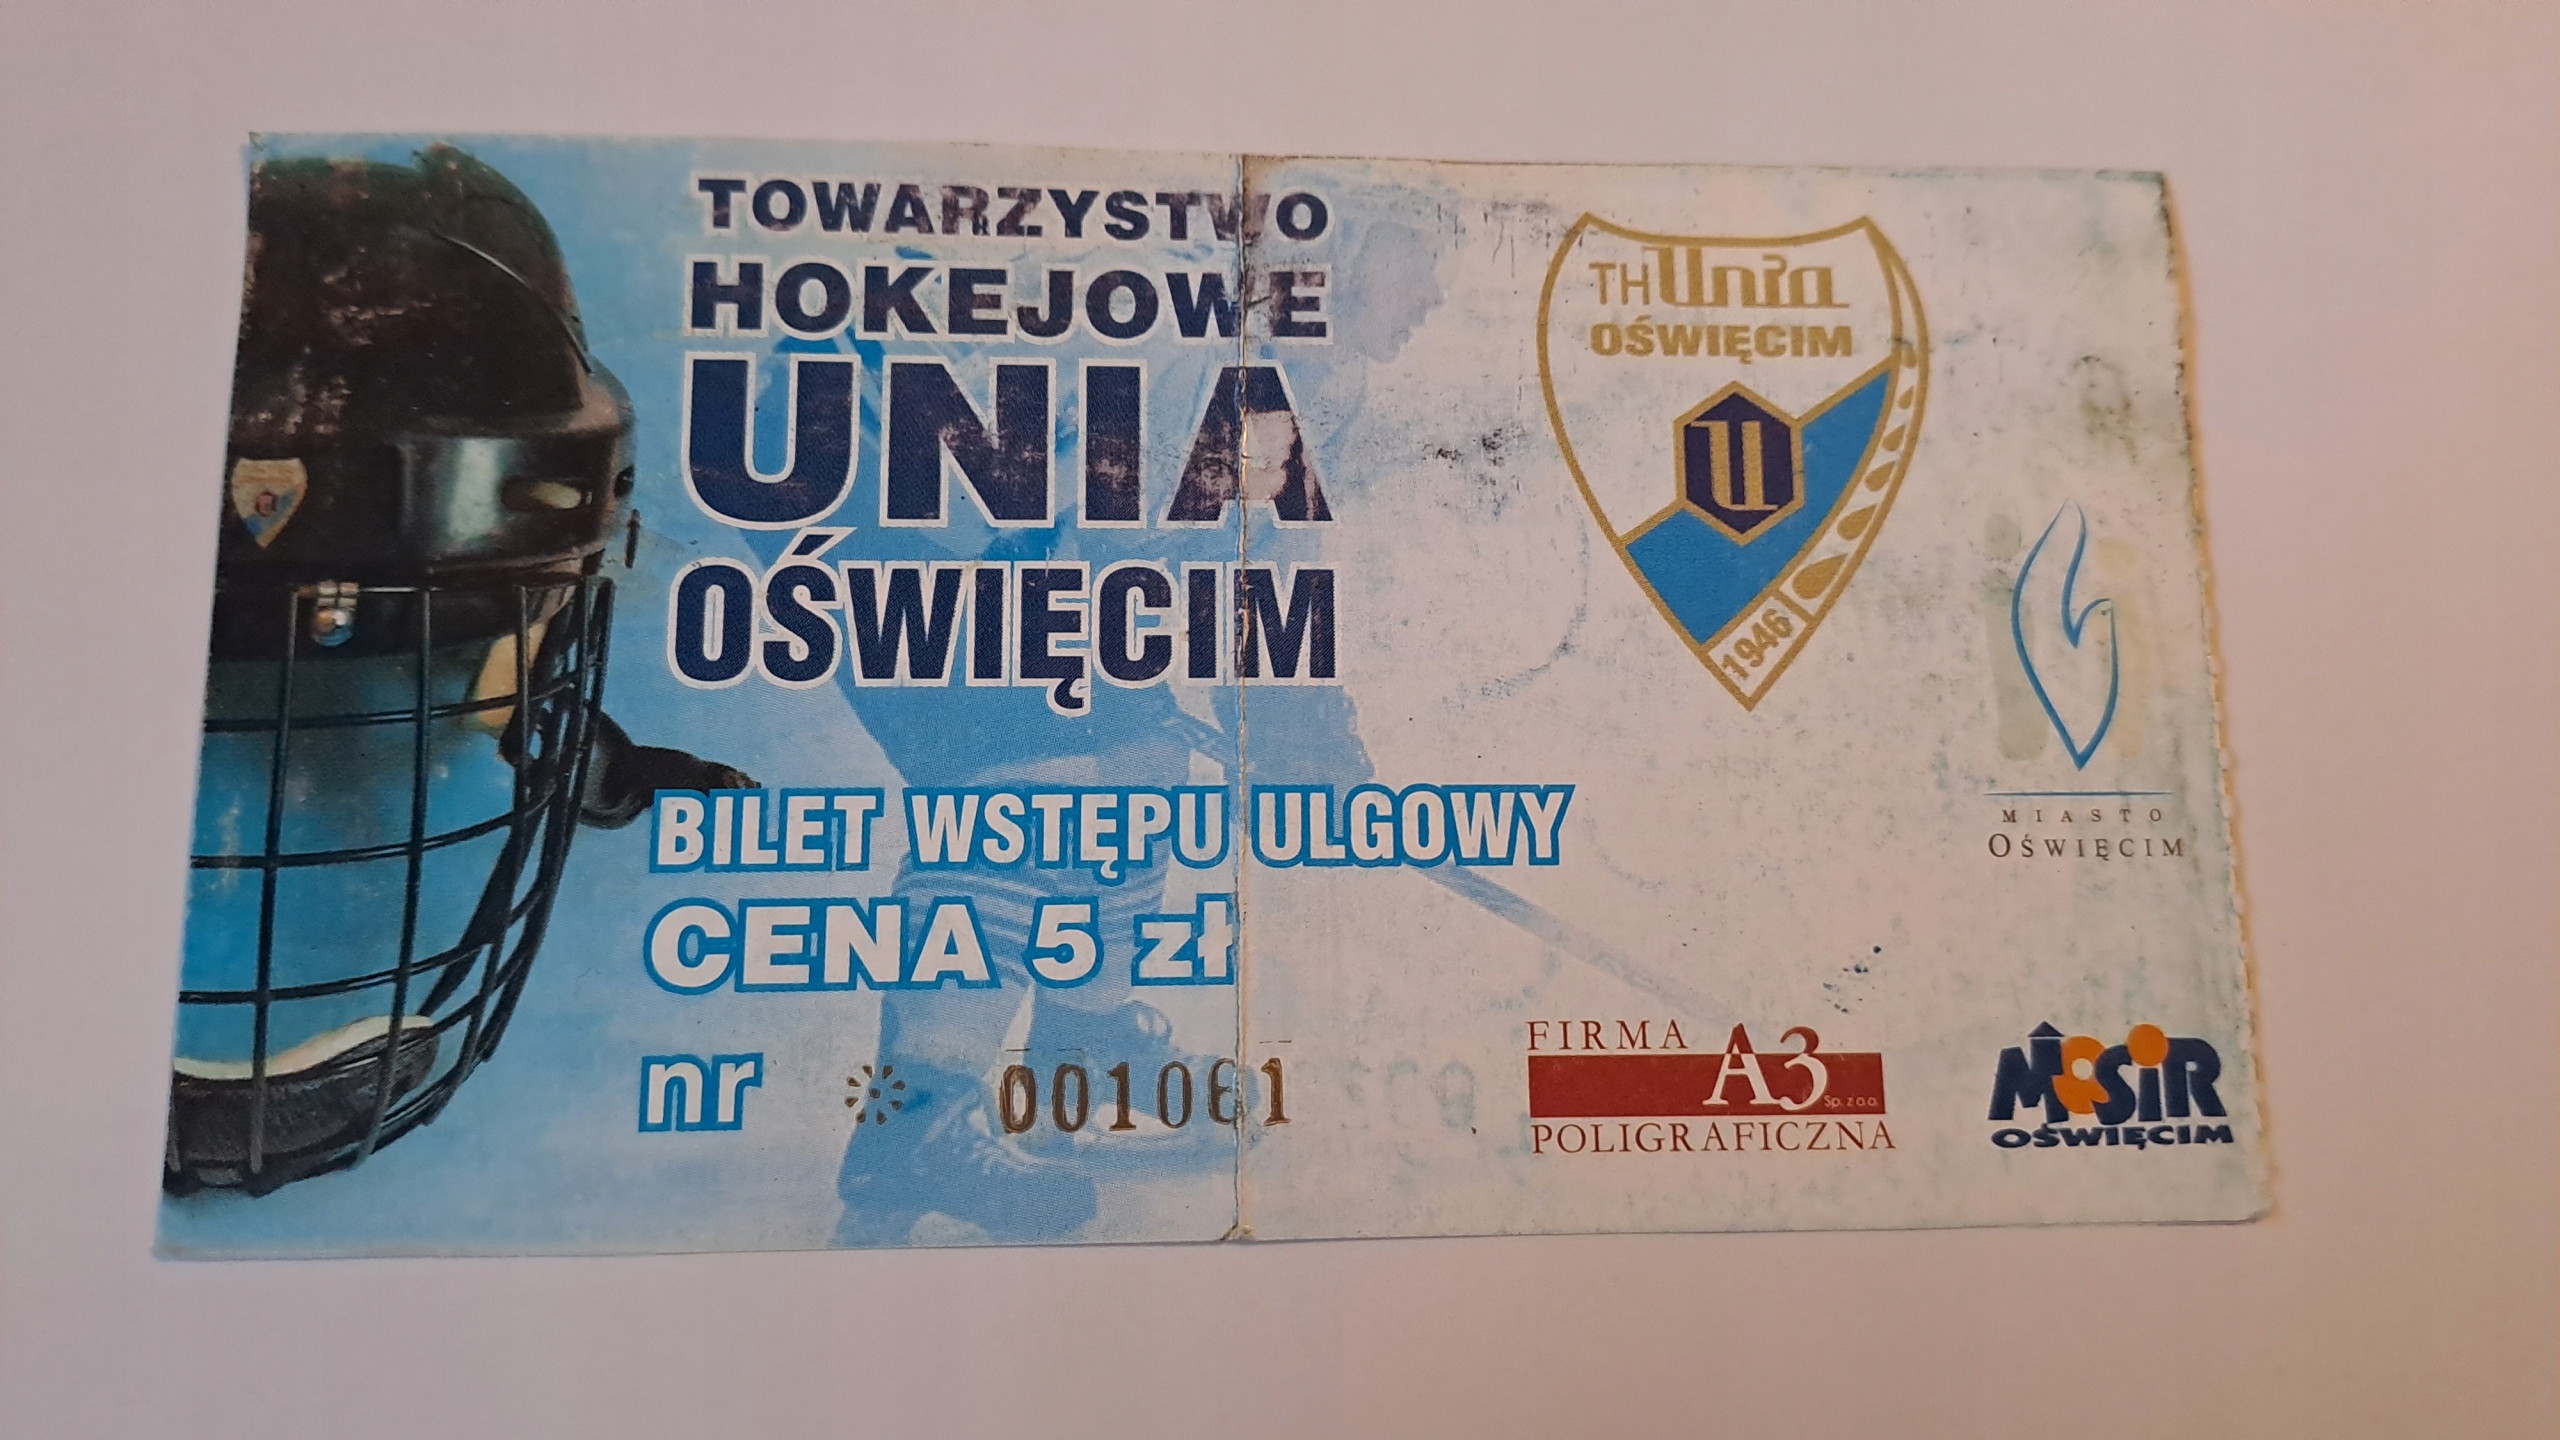 TOWARZYSTWO
HOKEJOWE
UNIA
OŚWIĘCIM
BILET WSTĘPU ULGOWY
CENA 5 zł
nr * 001061
TH Unia
OŚWIĘCIM
U
1946
MIASTO
OŚWIĘCIM
FIRMA
A3
Sp. z o.o.
POLIGRAFICZNA
MOSiR
OŚWIĘCIM